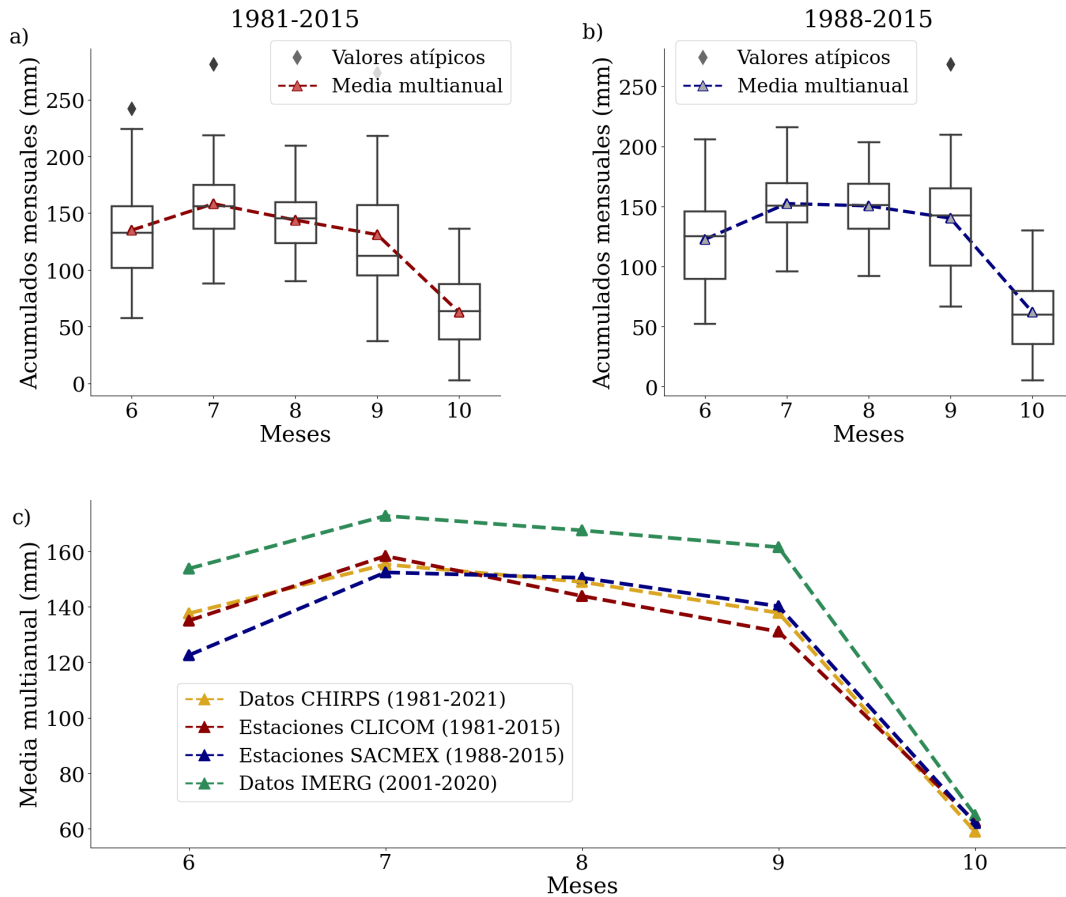 1981-2015
a)
Valores atípicos
Media multianual
Acumulados mensuales (mm)
250
200
150
100
50
0
6 7 8 9 10
Meses
1988-2015
b)
Valores atípicos
Media multianual
Acumulados mensuales (mm)
250
200
150
100
50
0
6 7 8 9 10
Meses
c)
Media multianual (mm)
160
140
120
100
80
60
Datos CHIRPS (1981-2021)
Estaciones CLICOM (1981-2015)
Estaciones SACMEX (1988-2015)
Datos IMERG (2001-2020)
6 7 8 9 10
Meses